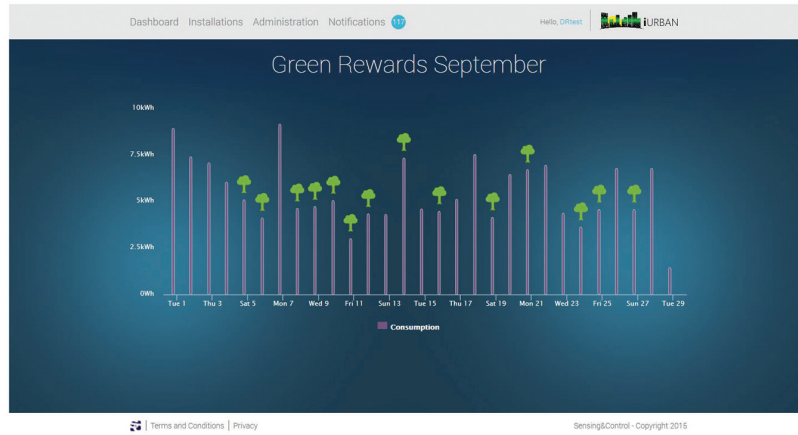 Dashboard Installations Administration Notifications 117
Hello, DRtest iURBAN
Green Rewards September
10kWh
7.5kWh
5kWh
2.5kWh
0Wh
Tue 1 Thu 3 Sat 5 Mon 7 Wed 9 Fri 11 Sun 13 Tue 15 Thu 17 Sat 19 Mon 21 Wed 23 Fri 25 Sun 27 Tue 29
Consumption
Terms and Conditions | Privacy
Sensing&Control - Copyright 2015